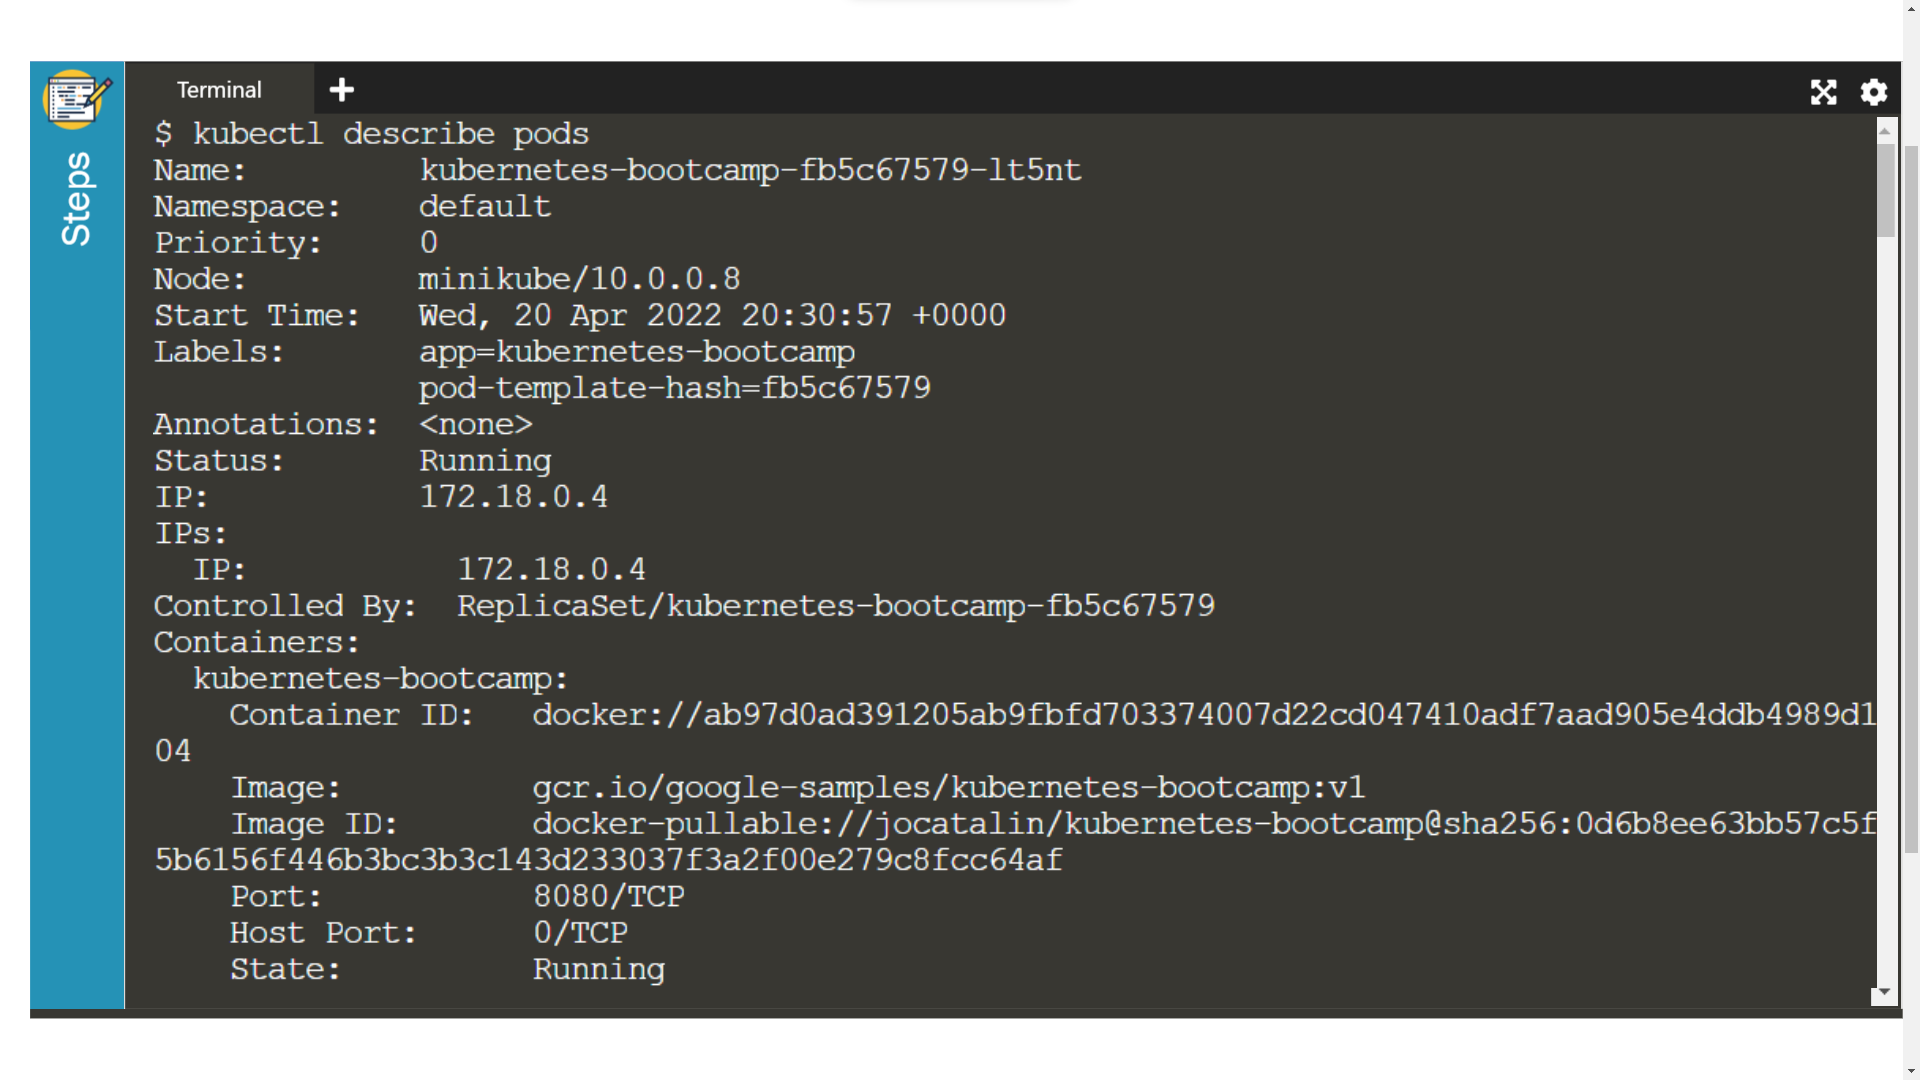 Terminal
Steps
$ kubectl describe pods
Name:         kubernetes-bootcamp-fb5c67579-lt5nt
Namespace:    default
Priority:     0
Node:         minikube/10.0.0.8
Start Time:   Wed, 20 Apr 2022 20:30:57 +0000
Labels:       app=kubernetes-bootcamp
              pod-template-hash=fb5c67579
Annotations:  <none>
Status:       Running
IP:           172.18.0.4
IPs:
  IP:           172.18.0.4
Controlled By:  ReplicaSet/kubernetes-bootcamp-fb5c67579
Containers:
  kubernetes-bootcamp:
    Container ID:   docker://ab97d0ad391205ab9fbfd703374007d22cd047410adf7aad905e4ddb4989d1
04
    Image:          gcr.io/google-samples/kubernetes-bootcamp:v1
    Image ID:       docker-pullable://jocatalin/kubernetes-bootcamp@sha256:0d6b8ee63bb57c5f
5b6156f446b3bc3b3c143d233037f3a2f00e279c8fcc64af
    Port:           8080/TCP
    Host Port:      0/TCP
    State:          Running